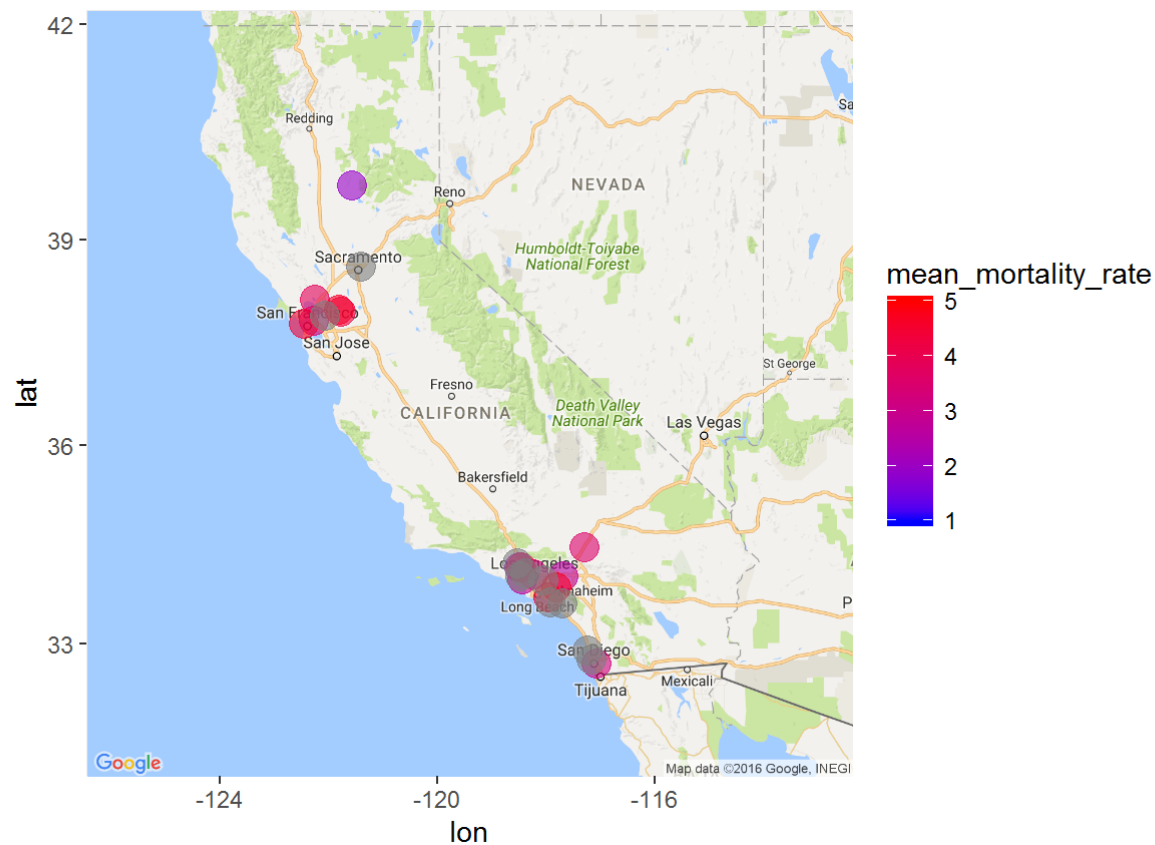 42
39
36
33
lat
Redding
Sa
NEVADA
Reno
Humboldt-Toiyabe
National Forest
Sacramento
San Francisco
San Jose
St George
Fresno
CALIFORNIA
Death Valley
National Park
Las Vegas
Bakersfield
Los Angeles
Anaheim
Long Beach
P
San Diego
Tijuana
Mexicali
Google
Map data ©2016 Google, INEGI
-124
-120
-116
lon
mean_mortality_rate
5
4
3
2
1